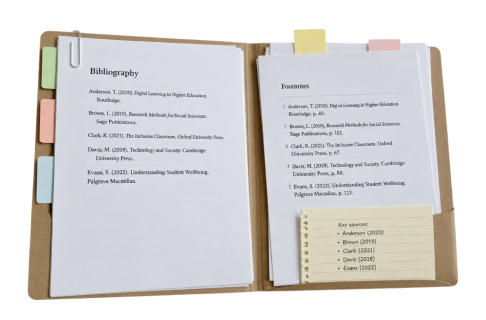 Bibliography
Anderson, T. (2020). Digital Learning in Higher Education.
Routledge.
Brown, L. (2019). Research Methods for Social Sciences.
Sage Publications.
Clark, R. (2021). The Inclusive Classroom. Oxford University Press.
Davis, M. (2018). Technology and Society. Cambridge
University Press.
Evans, S. (2022). Understanding Student Wellbeing.
Palgrave Macmillan.
Footnotes
1 Anderson, T. (2020). Digital Learning in Higher Education.
Routledge, p. 45.
2 Brown, L. (2019). Research Methods for Social Sciences.
Sage Publications, p. 102.
3 Clark, R. (2021). The Inclusive Classroom. Oxford
University Press, p. 67.
4 Davis, M. (2018). Technology and Society. Cambridge
University Press, p. 89.
5 Evans, S. (2022). Understanding Student Wellbeing.
Palgrave Macmillan, p. 123.
Key sources:
• Anderson (2020)
• Brown (2019)
• Clark (2021)
• Davis (2018)
• Evans (2022)